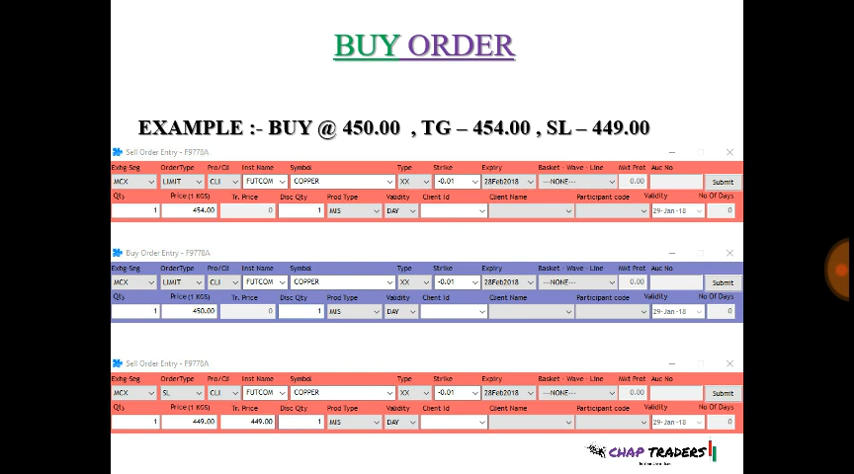 BUY ORDER
EXAMPLE :- BUY @ 450.00 , TG – 454.00 , SL – 449.00
Sell Order Entry - F9778A
Exhg-Seg OrderType Pro/Cli Inst Name Symbol Type Strike Expiry Basket - Wave - Line Mkt Prot Auc No
MCX LIMIT CLI FUTCOM COPPER XX -0.01 28Feb2018 ---NONE--- 0.00 Submit
Qty Price (1 KGS) Tr. Price Disc Qty Prod Type Validity Client Id Client Name Participant code Validity No Of Days
1 454.00 0 1 MIS DAY 29-Jan-18 0
Buy Order Entry - F9778A
Exhg-Seg OrderType Pro/Cli Inst Name Symbol Type Strike Expiry Basket - Wave - Line Mkt Prot Auc No
MCX LIMIT CLI FUTCOM COPPER XX -0.01 28Feb2018 ---NONE--- 0.00 Submit
Qty Price (1 KGS) Tr. Price Disc Qty Prod Type Validity Client Id Client Name Participant code Validity No Of Days
1 450.00 0 1 MIS DAY 29-Jan-18 0
Sell Order Entry - F9778A
Exhg-Seg OrderType Pro/Cli Inst Name Symbol Type Strike Expiry Basket - Wave - Line Mkt Prot Auc No
MCX SL CLI FUTCOM COPPER XX -0.01 28Feb2018 ---NONE--- 0.00 Submit
Qty Price (1 KGS) Tr. Price Disc Qty Prod Type Validity Client Id Client Name Participant code Validity No Of Days
1 449.00 449.00 1 MIS DAY 29-Jan-18 0
CHAP TRADERS